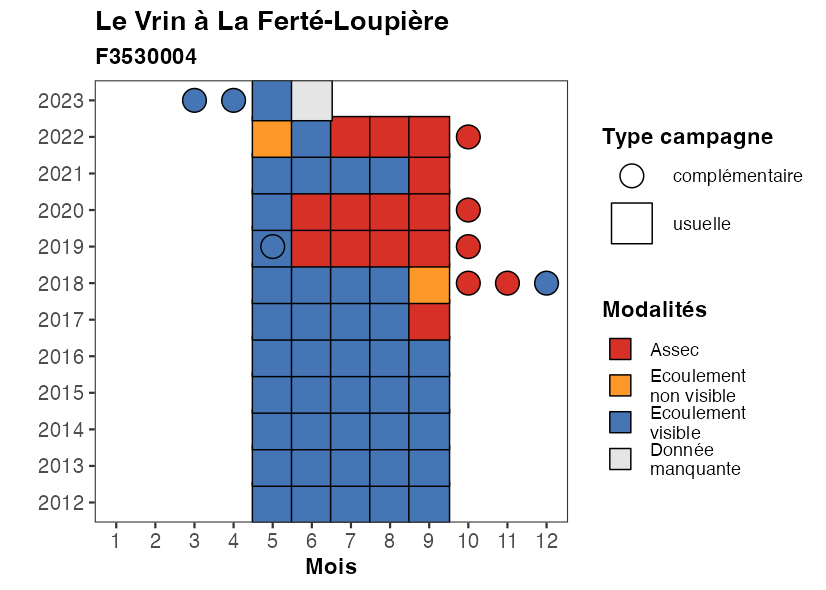 Le Vrin à La Ferté-Loupière
F3530004
2023
2022
2021
2020
2019
2018
2017
2016
2015
2014
2013
2012
1 2 3 4 5 6 7 8 9 10 11 12
Mois
Type campagne
complémentaire
usuelle
Modalités
Assec
Ecoulement
non visible
Ecoulement
visible
Donnée
manquante